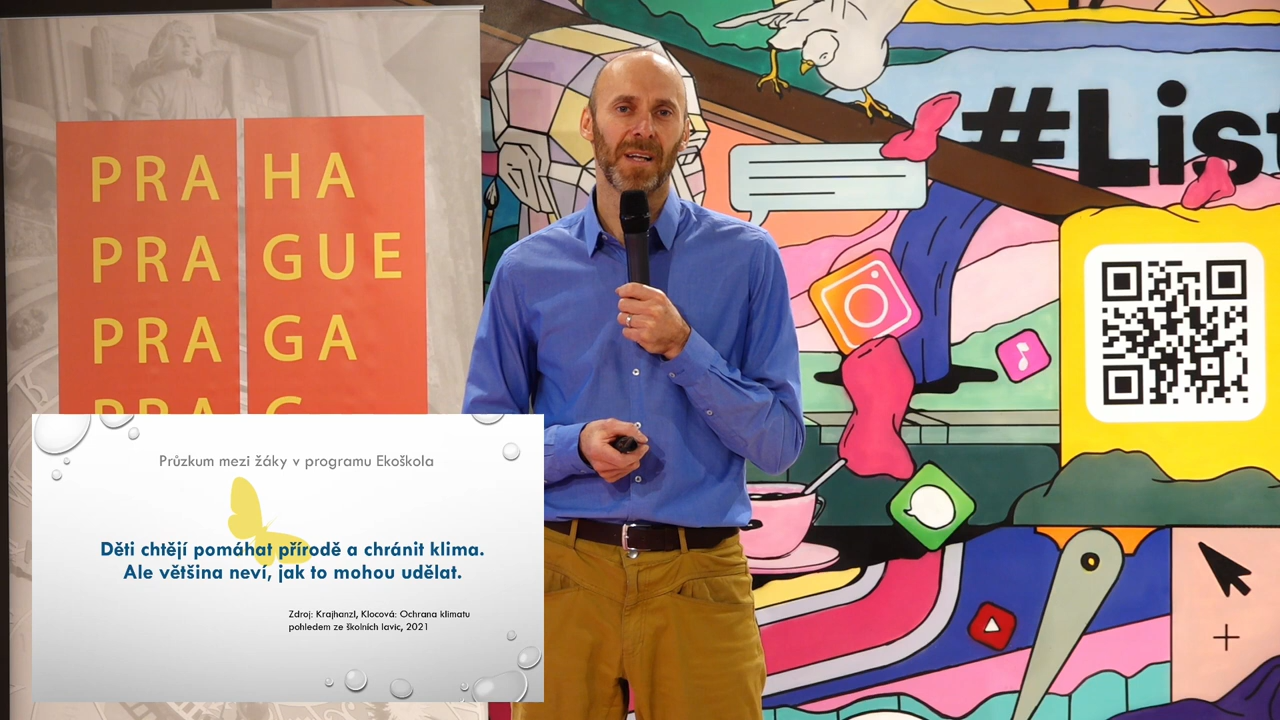 PRA HA
PRA GUE
PRA GA
PRA G
#List
Průzkum mezi žáky v programu Ekoškola
Děti chtějí pomáhat přírodě a chránit klima.
Ale většina neví, jak to mohou udělat.
Zdroj: Krajhanzl, Klocová: Ochrana klimatu
pohledem ze školních lavic, 2021